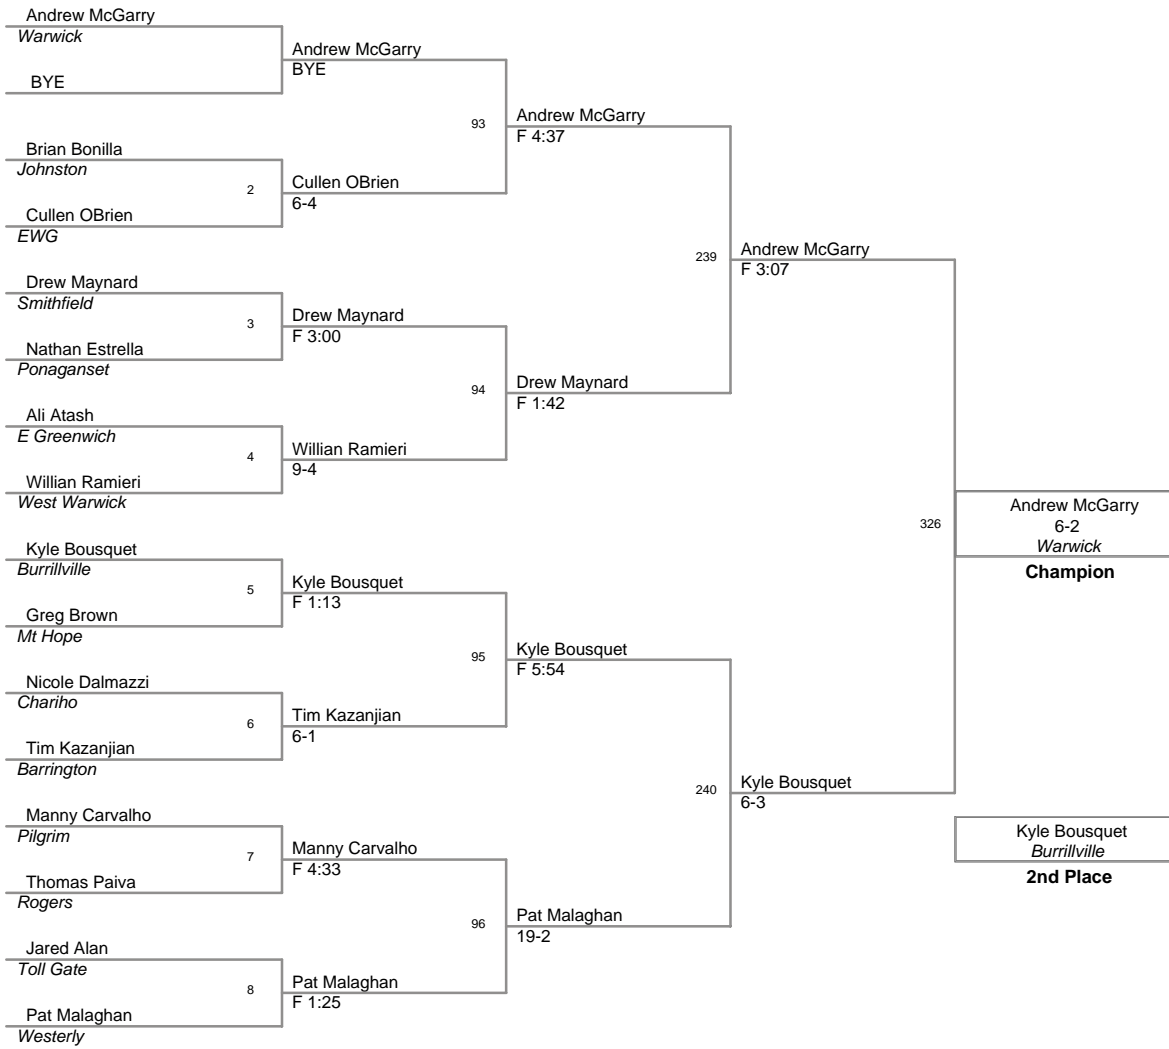 Andrew McGarry
Warwick
BYE
Brian Bonilla
Johnston
2
Cullen OBrien
EWG
Drew Maynard
Smithfield
3
Nathan Estrella
Ponaganset
Ali Atash
E Greenwich
4
Willian Ramieri
West Warwick
Kyle Bousquet
Burrillville
5
Greg Brown
Mt Hope
Nicole Dalmazzi
Chariho
6
Tim Kazanjian
Barrington
Manny Carvalho
Pilgrim
7
Thomas Paiva
Rogers
Jared Alan
Toll Gate
8
Pat Malaghan
Westerly
Andrew McGarry
BYE
93
Cullen OBrien
6-4
Drew Maynard
F 3:00
94
Willian Ramieri
9-4
Kyle Bousquet
F 1:13
95
Tim Kazanjian
6-1
Manny Carvalho
F 4:33
96
Pat Malaghan
F 1:25
Andrew McGarry
F 4:37
239
Drew Maynard
F 1:42
Kyle Bousquet
F 5:54
240
Pat Malaghan
19-2
Andrew McGarry
F 3:07
326
Kyle Bousquet
6-3
Andrew McGarry
6-2
Warwick
Champion
Kyle Bousquet
Burrillville
2nd Place